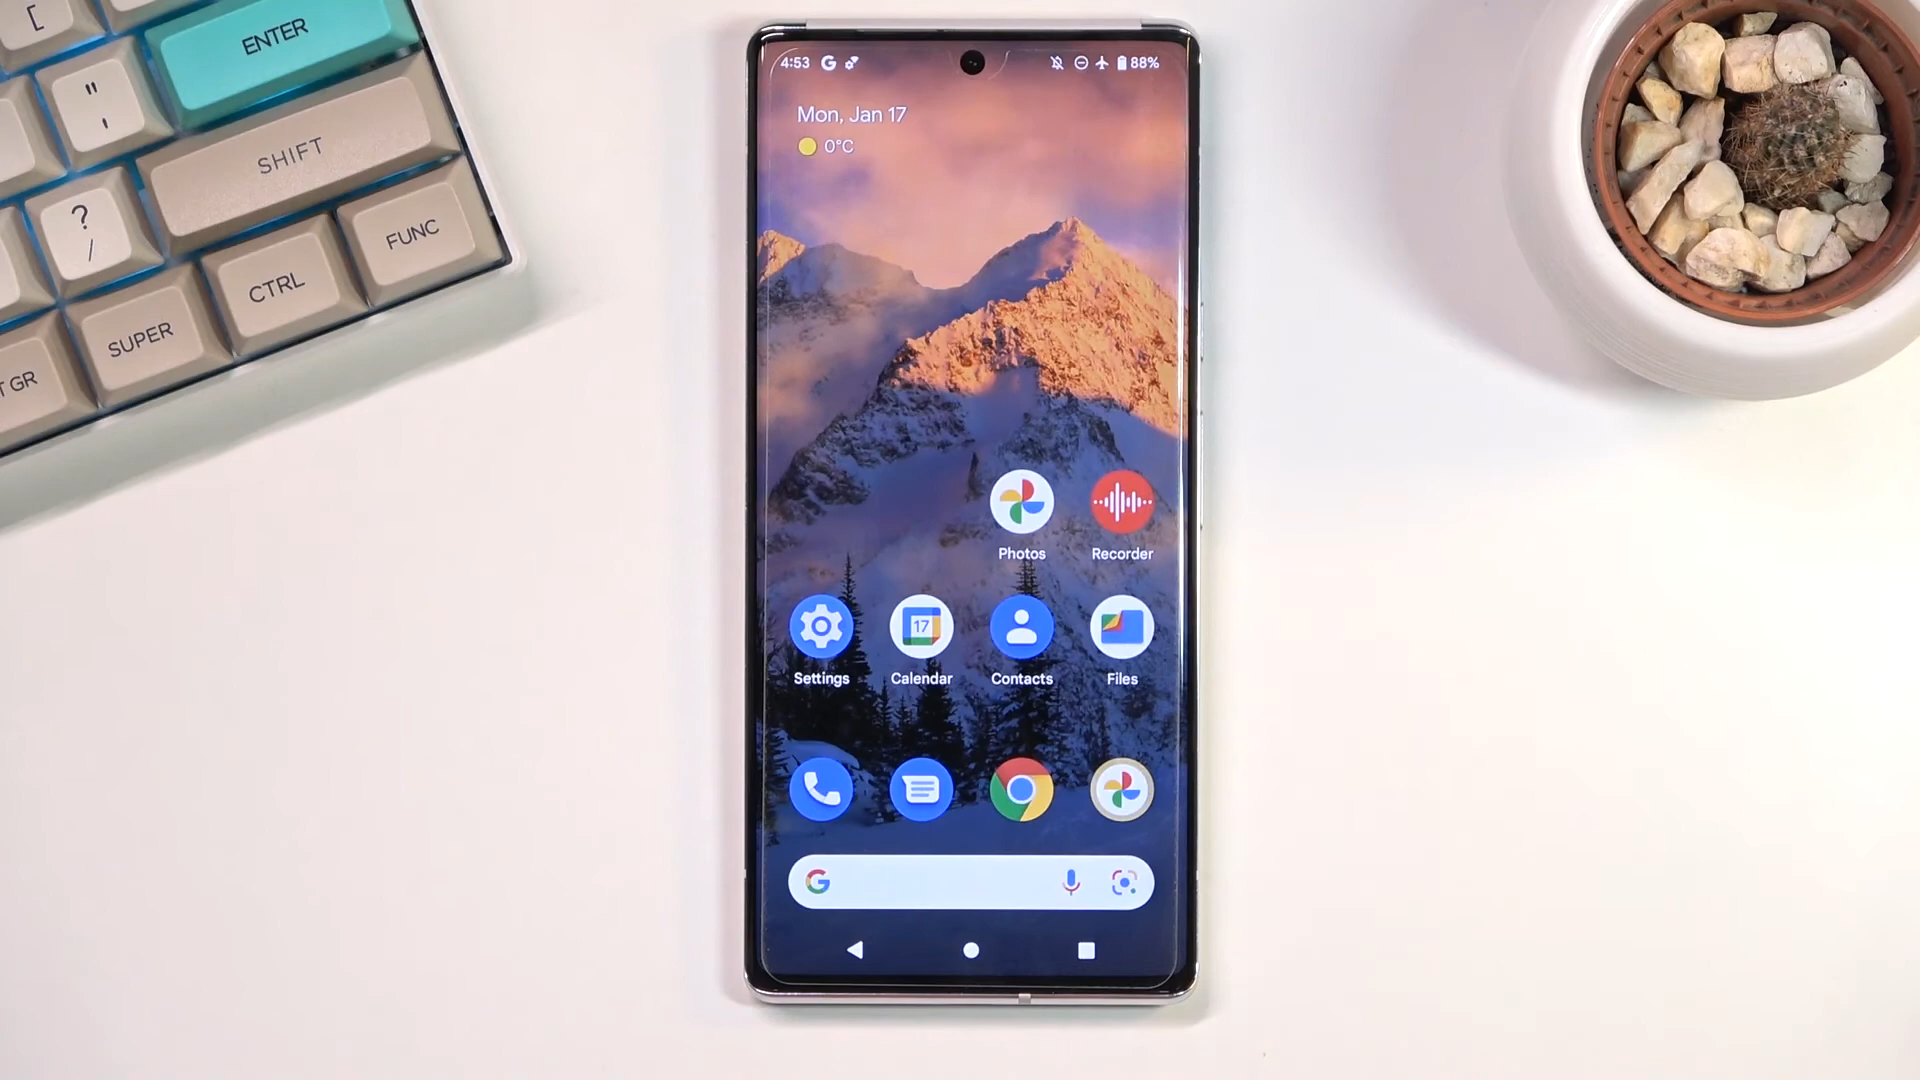 [
ENTER
"
'
SHIFT
?
/
FUNC
CTRL
SUPER
T GR
4:53
88%
Mon, Jan 17
0°C
Photos
Recorder
17
Settings
Calendar
Contacts
Files
G